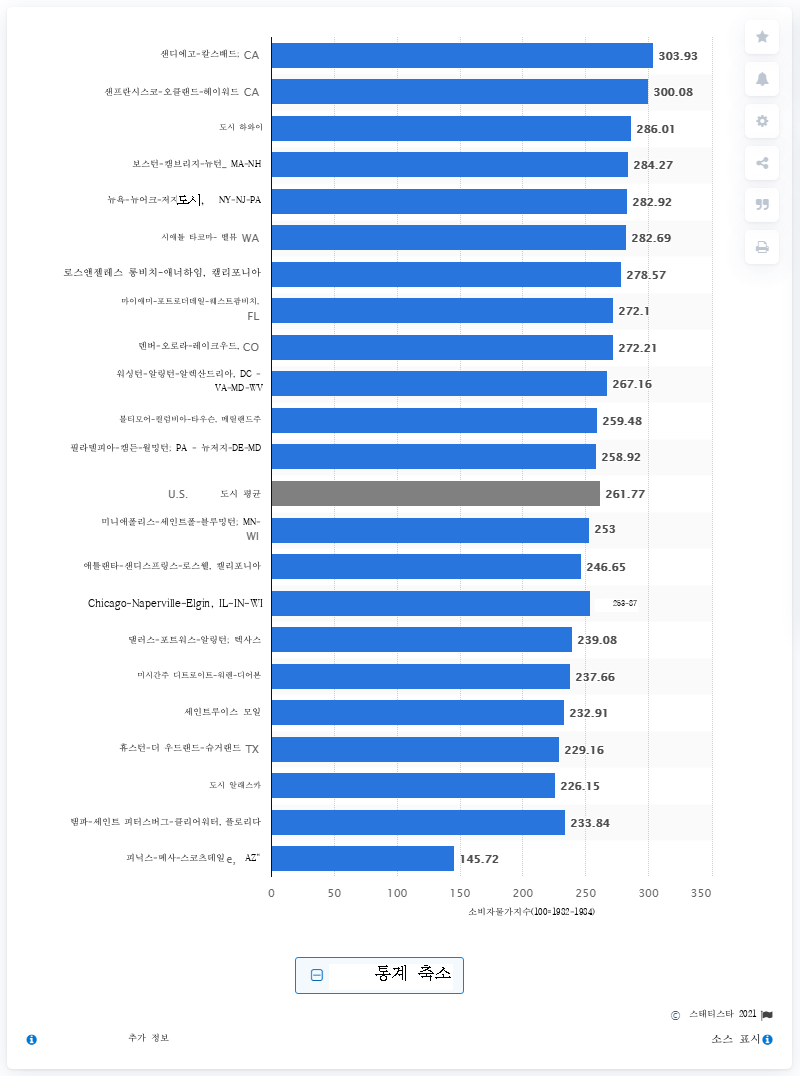 샌디에고-칼스배드, CA 303.93
샌프란시스코-오클랜드-헤이워드 CA 300.08
도시 하와이 286.01
보스턴-캠브리지-뉴턴_ MA-NH 284.27
뉴욕-뉴어크-저지도시, NY-NJ-PA 282.92
시애틀 타코마- 벨뷰 WA 282.69
로스앤젤레스 롱비치-애너하임, 캘리포니아 278.57
마이애미-포트로더데일-웨스트팜비치,
FL 272.1
덴버-오로라-레이크우드, CO 272.21
워싱턴-알링턴-알렉산드리아, DC -
VA-MD-WV 267.16
볼티모어-컬럼비아-타우슨, 메릴랜드주 259.48
필라델피아-캠든-윌밍턴; PA - 뉴저지-DE-MD 258.92
U.S. 도시 평균 261.77
미니애폴리스-세인트폴-블루밍턴; MN-
WI 253
애틀랜타-샌디스프링스-로스웰, 캘리포니아 246.65
Chicago-Naperville-Elgin, IL-IN-WI
댈러스-포트워스-알링턴; 텍사스 239.08
미시간주 디트로이트-워렌-디어본 237.66
세인트루이스 모일 232.91
휴스턴-더 우드랜드-슈거랜드 TX 229.16
도시 알래스카 226.15
탬파-세인트 피터스버그-클리어워터, 플로리다 233.84
피닉스-메사-스코츠데일 e, AZ" 145.72
0 50 100 150 200 250 300 350
소비자물가지수(100=1982-1984)
통계 축소
© 스태티스타 2021
추가 정보 소스 표시